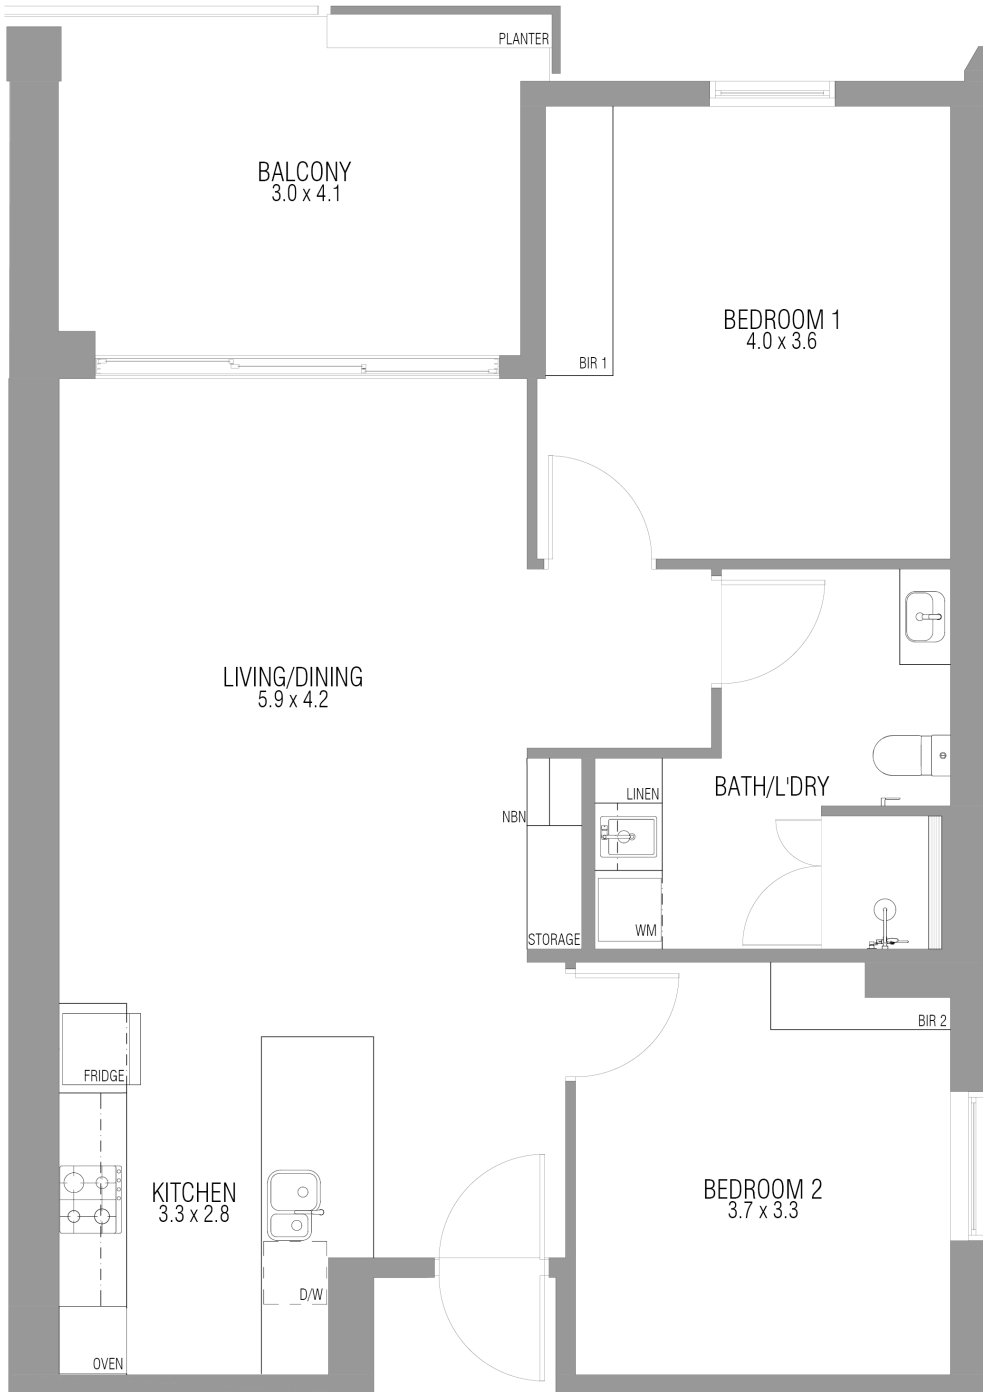 PLANTER
BALCONY
3.0 x 4.1
BEDROOM 1
4.0 x 3.6
BIR 1
LIVING/DINING
5.9 x 4.2
BATH/L'DRY
LINEN
NBN
WM
STORAGE
BIR 2
FRIDGE
KITCHEN
3.3 x 2.8
BEDROOM 2
3.7 x 3.3
D/W
OVEN